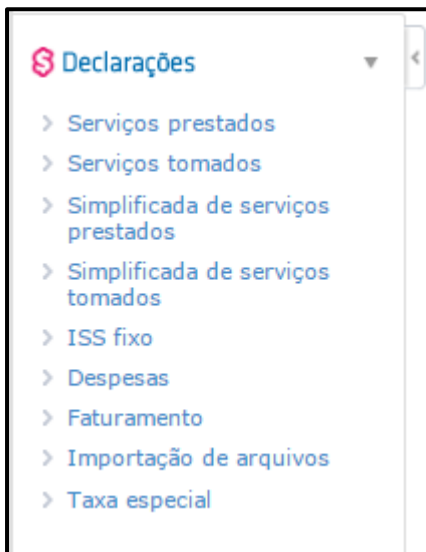 Declarações
Serviços prestados
Serviços tomados
Simplificada de serviços
prestados
Simplificada de serviços
tomados
ISS fixo
Despesas
Faturamento
Importação de arquivos
Taxa especial